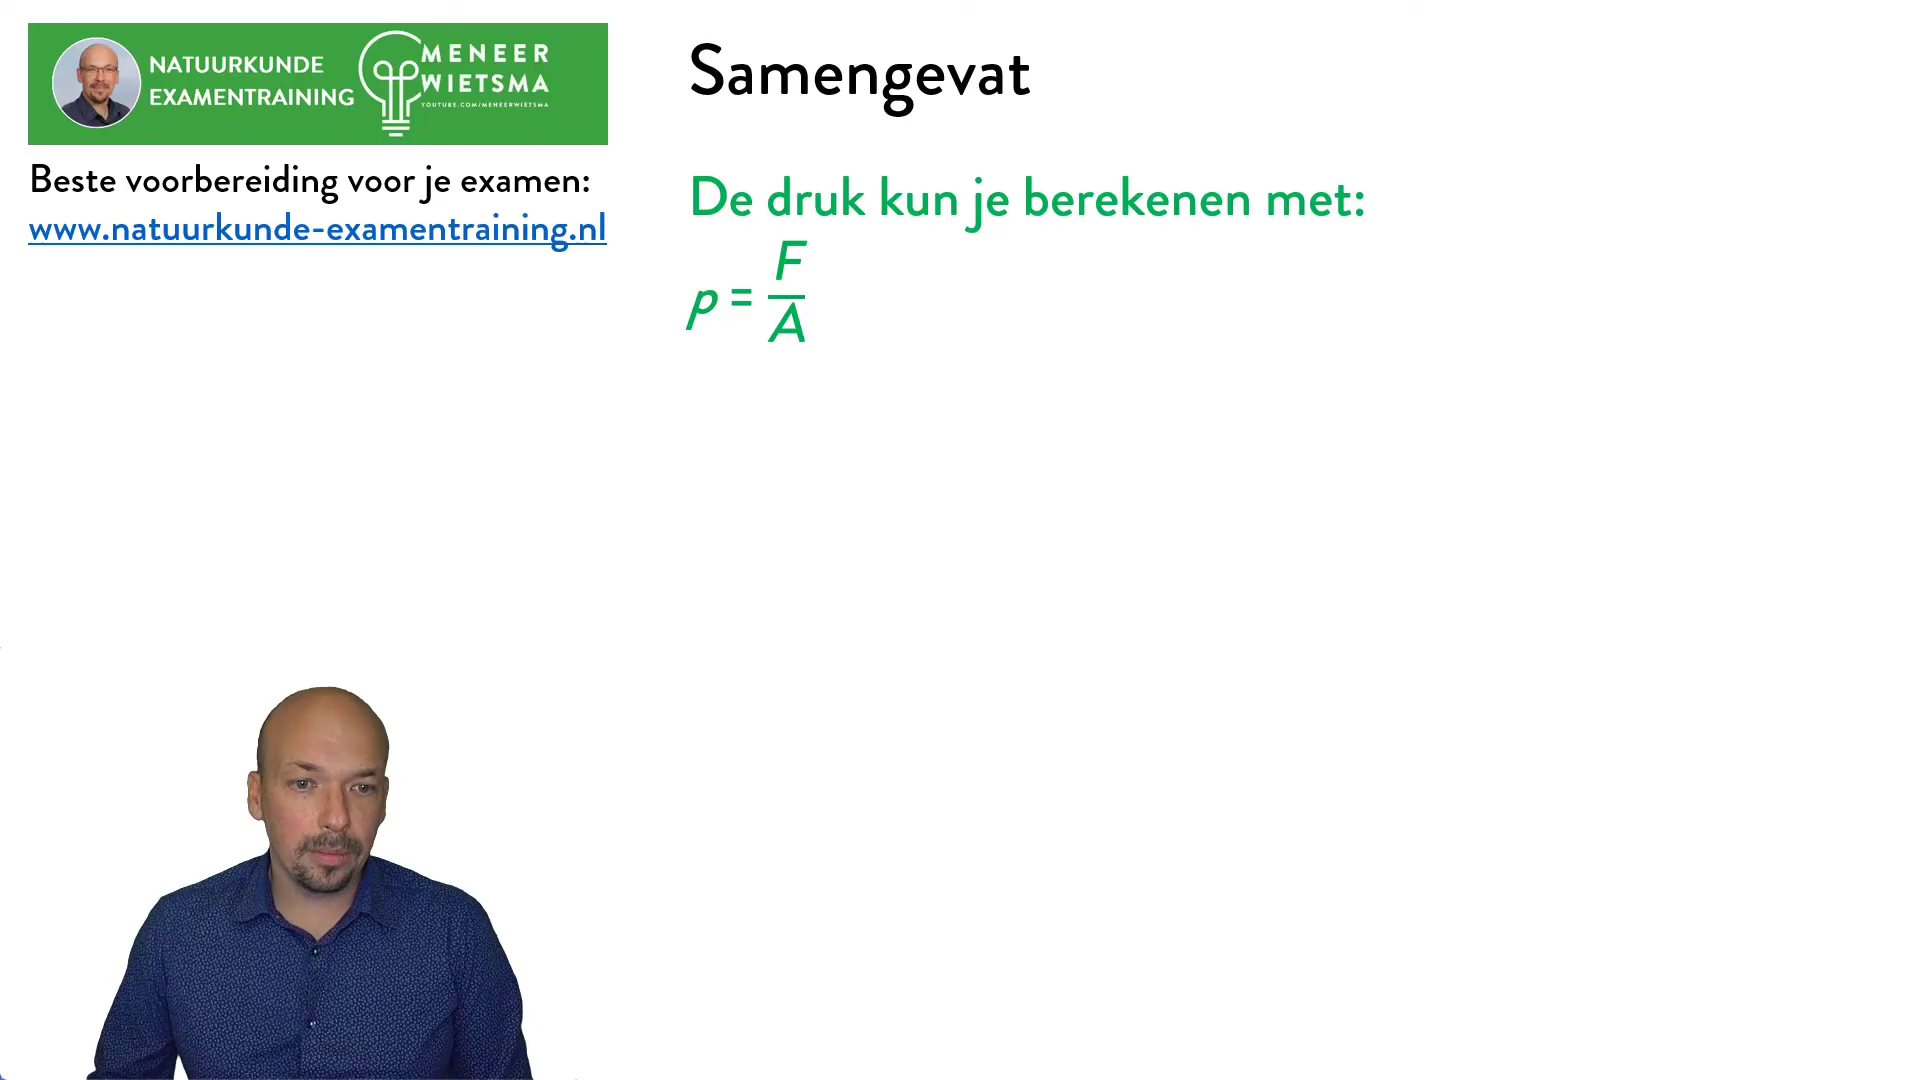 NATUURKUNDE
EXAMENTRAINING
MENEER
WIETSMA
YOUTUBE.COM/MENEERWIETSMA
Beste voorbereiding voor je examen:
www.natuurkunde-examentraining.nl
Samengevat
De druk kun je berekenen met:
p = F/A